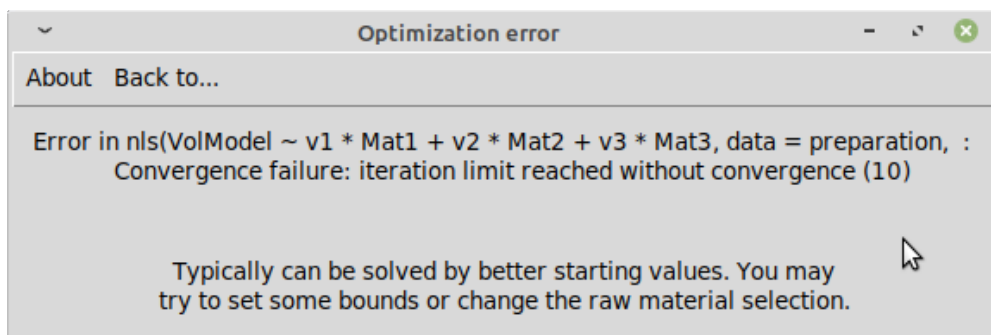 Optimization error
About Back to...
Error in nls(VolModel ~ v1 * Mat1 + v2 * Mat2 + v3 * Mat3, data = preparation, :
Convergence failure: iteration limit reached without convergence (10)
Typically can be solved by better starting values. You may
try to set some bounds or change the raw material selection.